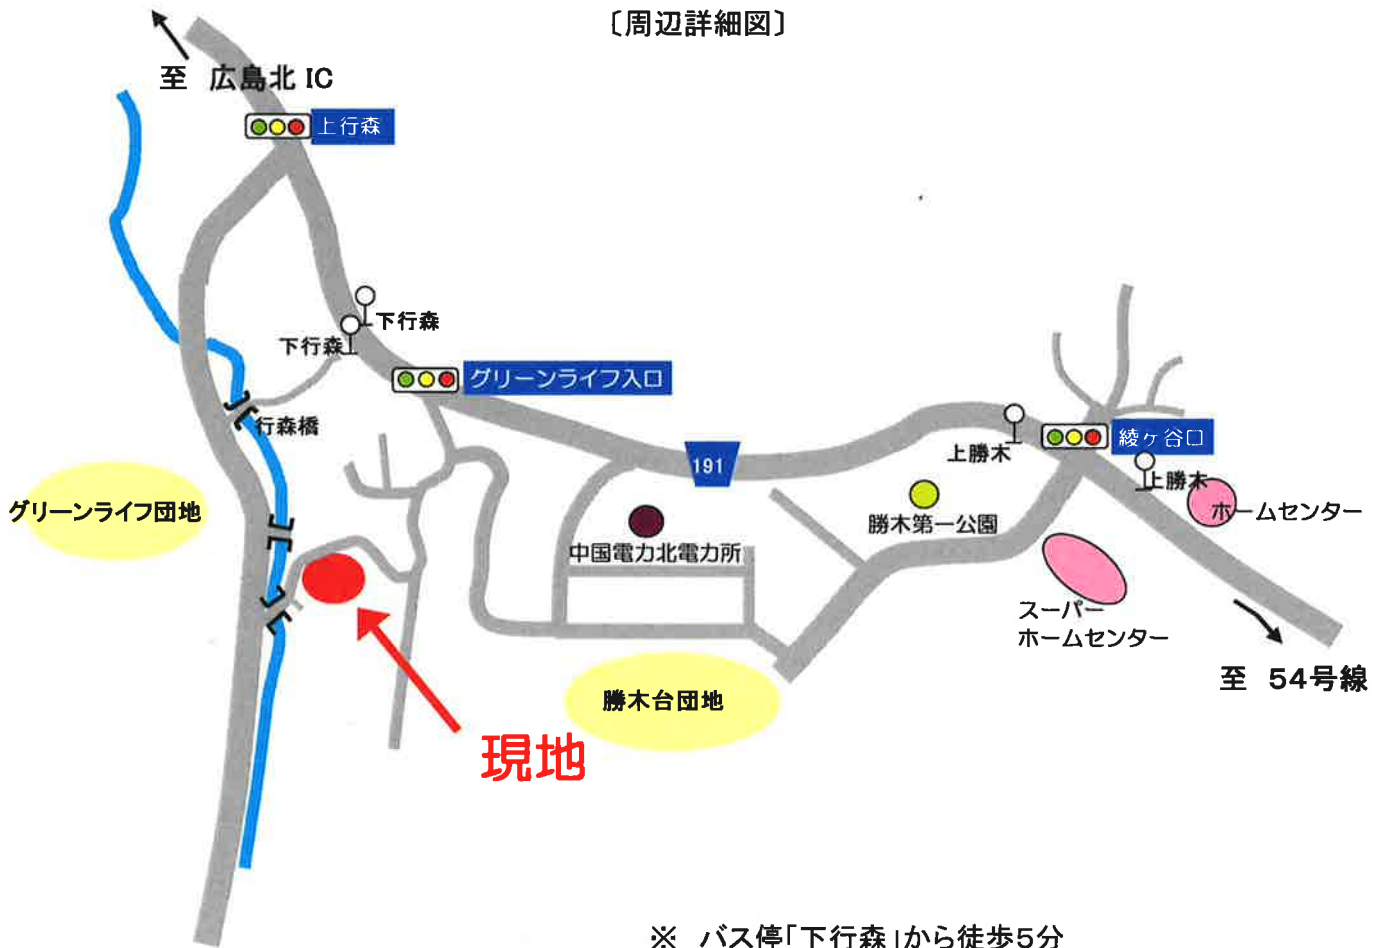 〔周辺詳細図〕
至 広島北 IC
上行森
下行森
下行森
グリーンライフ入口
行森橋
191
上勝木
綾ヶ谷口
上勝木
グリーンライフ団地
中国電力北電力所
勝木第一公園
ホームセンター
スーパー
ホームセンター
至 54号線
勝木台団地
現地
※ バス停「下行森」から徒歩5分